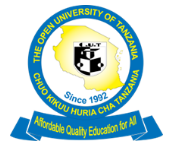 THE OPEN UNIVERSITY OF TANZANIA
O.U.T
Since 1992
CHUO KIKUU HURIA CHA TANZANIA
Affordable Quality Education for All